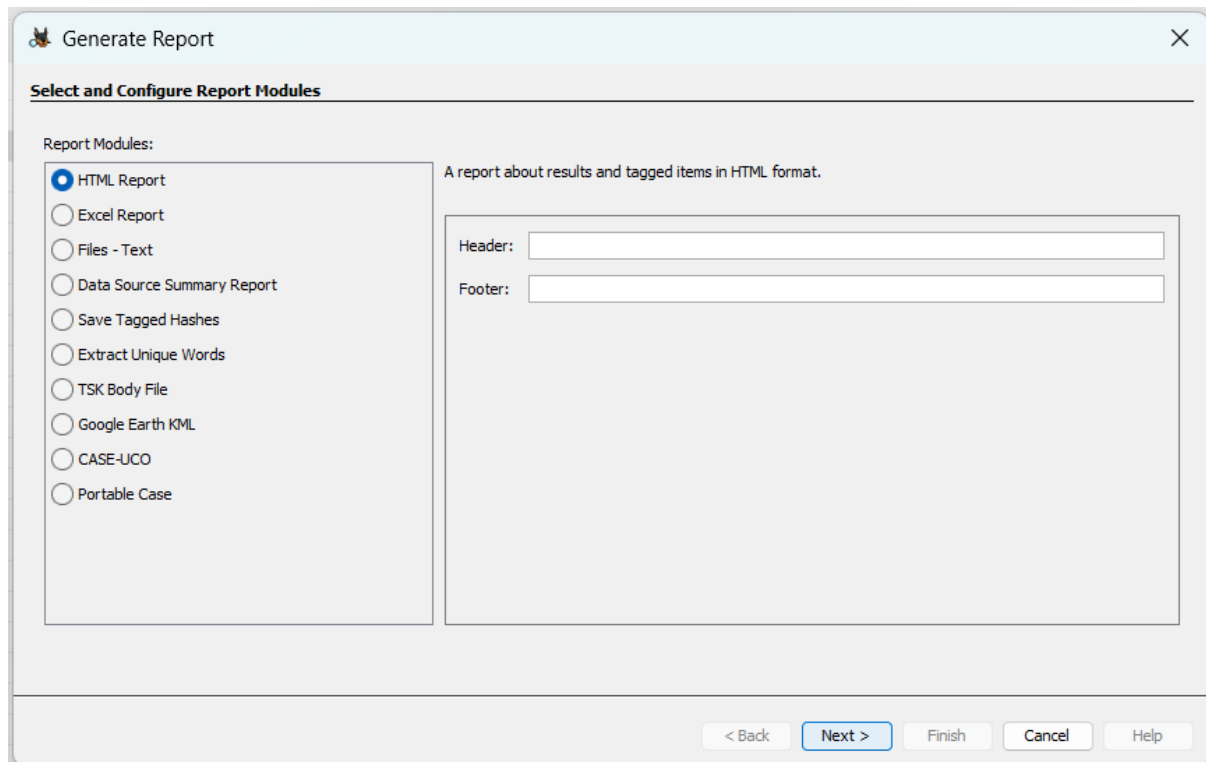 Generate Report
Select and Configure Report Modules
Report Modules:
HTML Report
Excel Report
Files - Text
Data Source Summary Report
Save Tagged Hashes
Extract Unique Words
TSK Body File
Google Earth KML
CASE-UCO
Portable Case
A report about results and tagged items in HTML format.
Header:
Footer:
< Back Next > Finish Cancel Help